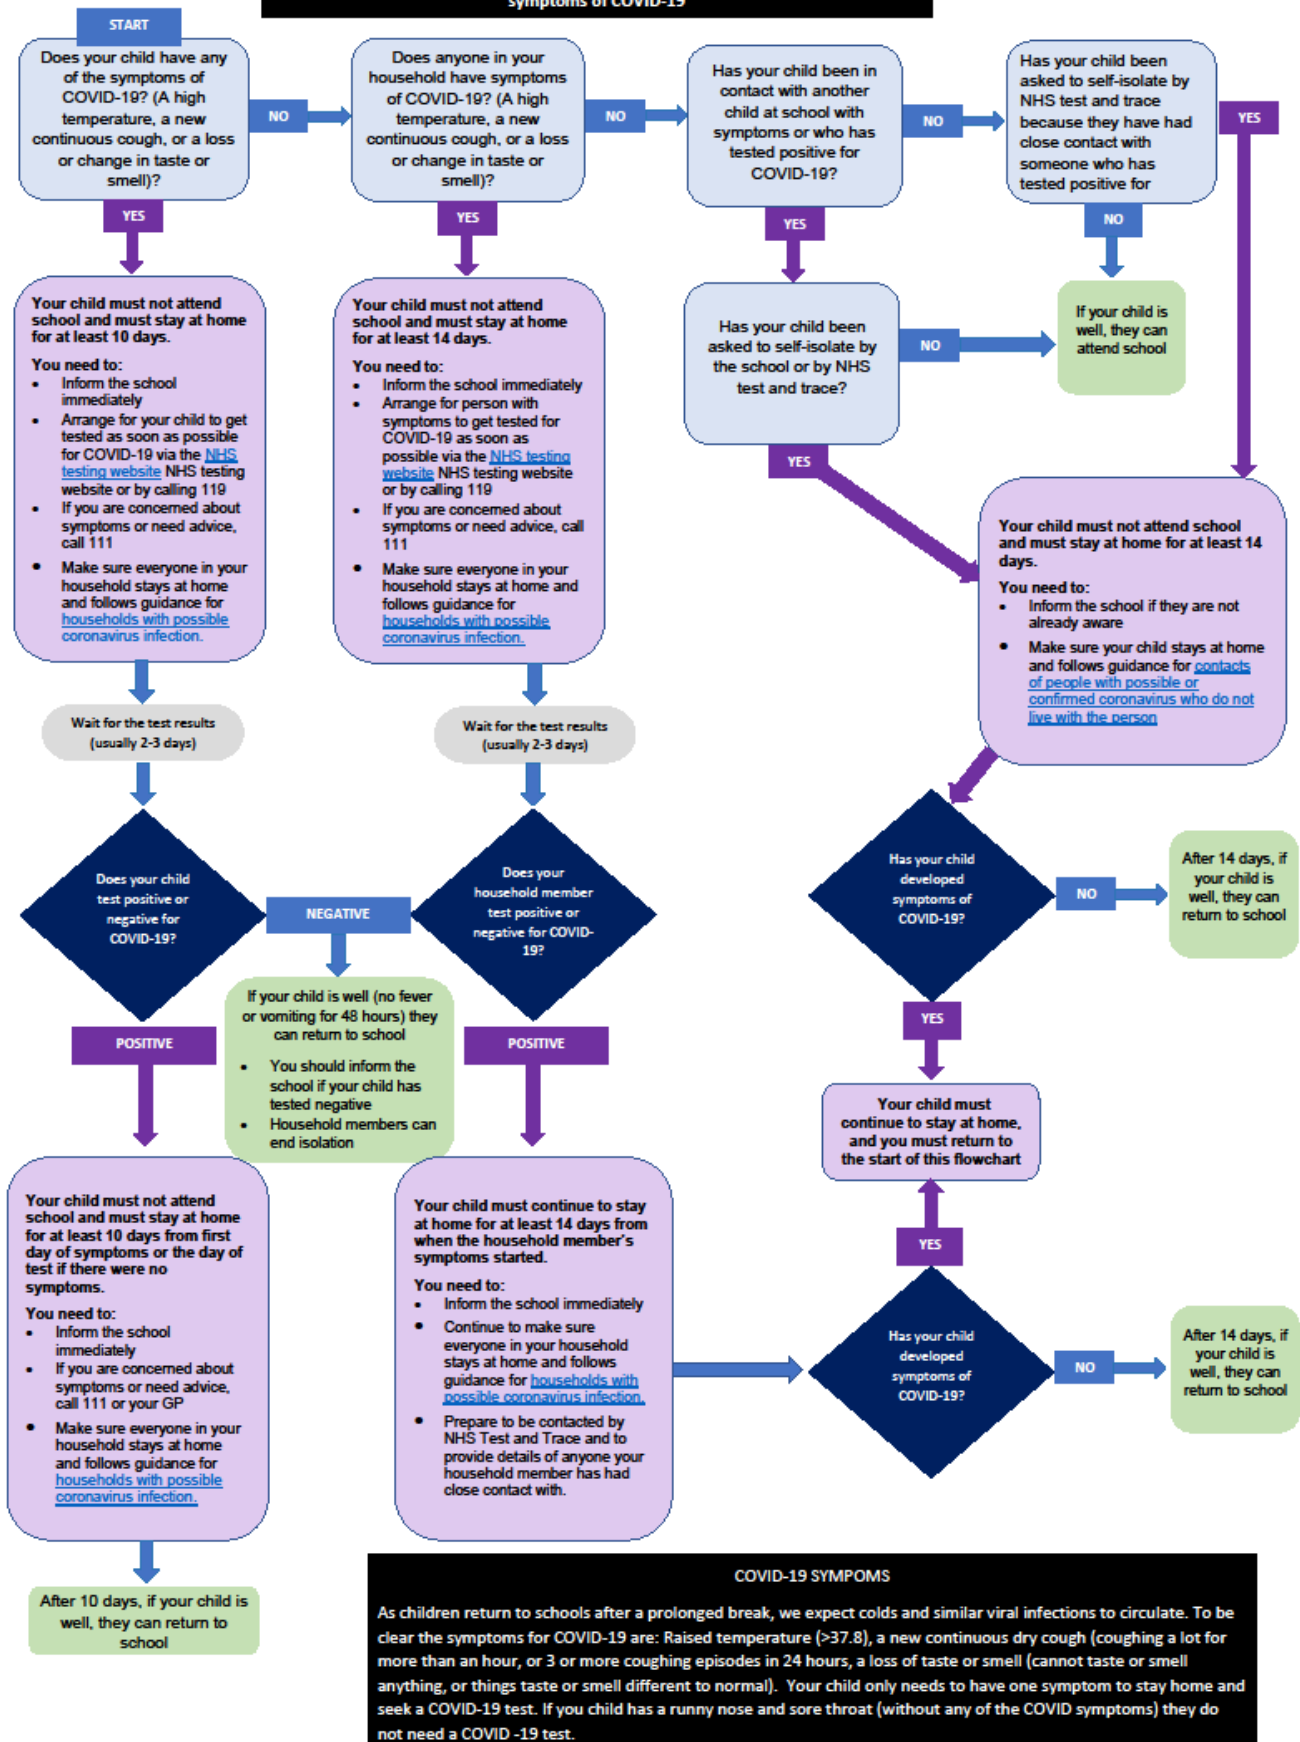 symptoms of COVID-19
START
Does your child have any
of the symptoms of
COVID-19? (A high
temperature, a new
continuous cough, or a loss
or change in taste or
smell)?
NO
Does anyone in your
household have symptoms
of COVID-19? (A high
temperature, a new
continuous cough, or a loss
or change in taste or
smell)?
NO
Has your child been in
contact with another
child at school with
symptoms or who has
tested positive for
COVID-19?
NO
Has your child been
asked to self-isolate by
NHS test and trace
because they have had
close contact with
someone who has
tested positive for
YES
YES
YES
YES
NO
Your child must not attend
school and must stay at home
for at least 10 days.
You need to:
• Inform the school
immediately
• Arrange for your child to get
tested as soon as possible
for COVID-19 via the NHS
testing website NHS testing
website or by calling 119
• If you are concerned about
symptoms or need advice,
call 111
• Make sure everyone in your
household stays at home
and follows guidance for
households with possible
coronavirus infection.
Your child must not attend
school and must stay at home
for at least 14 days.
You need to:
• Inform the school immediately
• Arrange for person with
symptoms to get tested for
COVID-19 as soon as
possible via the NHS testing
website NHS testing website
or by calling 119
• If you are concerned about
symptoms or need advice, call
111
• Make sure everyone in your
household stays at home and
follows guidance for
households with possible
coronavirus infection.
Has your child been
asked to self-isolate by
the school or by NHS
test and trace?
NO
If your child is
well, they can
attend school
YES
Your child must not attend school
and must stay at home for at least 14
days.
You need to:
• Inform the school if they are not
already aware
• Make sure your child stays at home
and follows guidance for contacts
of people with possible or
confirmed coronavirus who do not
live with the person
Wait for the test results
(usually 2-3 days)
Wait for the test results
(usually 2-3 days)
Does your child
test positive or
negative for
COVID-19?
NEGATIVE
Does your
household member
test positive or
negative for COVID-
19?
Has your child
developed
symptoms of
COVID-19?
NO
After 14 days, if
your child is
well, they can
return to school
If your child is well (no fever
or vomiting for 48 hours) they
can return to school
• You should inform the
school if your child has
tested negative
• Household members can
end isolation
POSITIVE
POSITIVE
YES
Your child must
continue to stay at home,
and you must return to
the start of this flowchart
YES
Your child must not attend
school and must stay at home
for at least 10 days from first
day of symptoms or the day of
test if there were no
symptoms.
You need to:
• Inform the school
immediately
• If you are concerned about
symptoms or need advice,
call 111 or your GP
• Make sure everyone in your
household stays at home
and follows guidance for
households with possible
coronavirus infection.
Your child must continue to stay
at home for at least 14 days from
when the household member's
symptoms started.
You need to:
• Inform the school immediately
• Continue to make sure
everyone in your household
stays at home and follows
guidance for households with
possible coronavirus infection.
• Prepare to be contacted by
NHS Test and Trace and to
provide details of anyone your
household member has had
close contact with.
Has your child
developed
symptoms of
COVID-19?
NO
After 14 days, if
your child is
well, they can
return to school
After 10 days, if your child is
well, they can return to
school
COVID-19 SYMPOMS
As children return to schools after a prolonged break, we expect colds and similar viral infections to circulate. To be
clear the symptoms for COVID-19 are: Raised temperature (>37.8), a new continuous dry cough (coughing a lot for
more than an hour, or 3 or more coughing episodes in 24 hours, a loss of taste or smell (cannot taste or smell
anything, or things taste or smell different to normal). Your child only needs to have one symptom to stay home and
seek a COVID-19 test. If you child has a runny nose and sore throat (without any of the COVID symptoms) they do
not need a COVID -19 test.